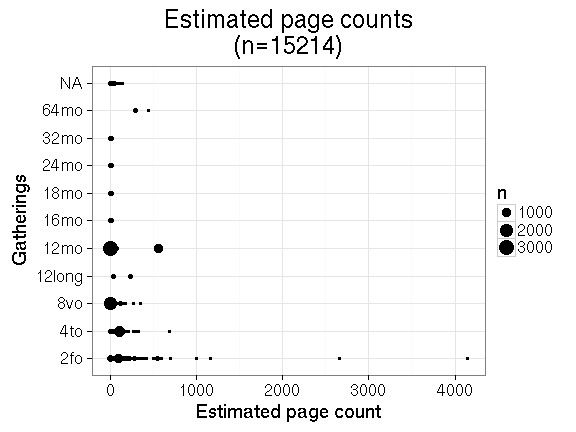 Estimated page counts
(n=15214)
Gatherings
NA
64mo
32mo
24mo
18mo
16mo
12mo
12long
8vo
4to
2fo
0 1000 2000 3000 4000
Estimated page count
n
1000
2000
3000